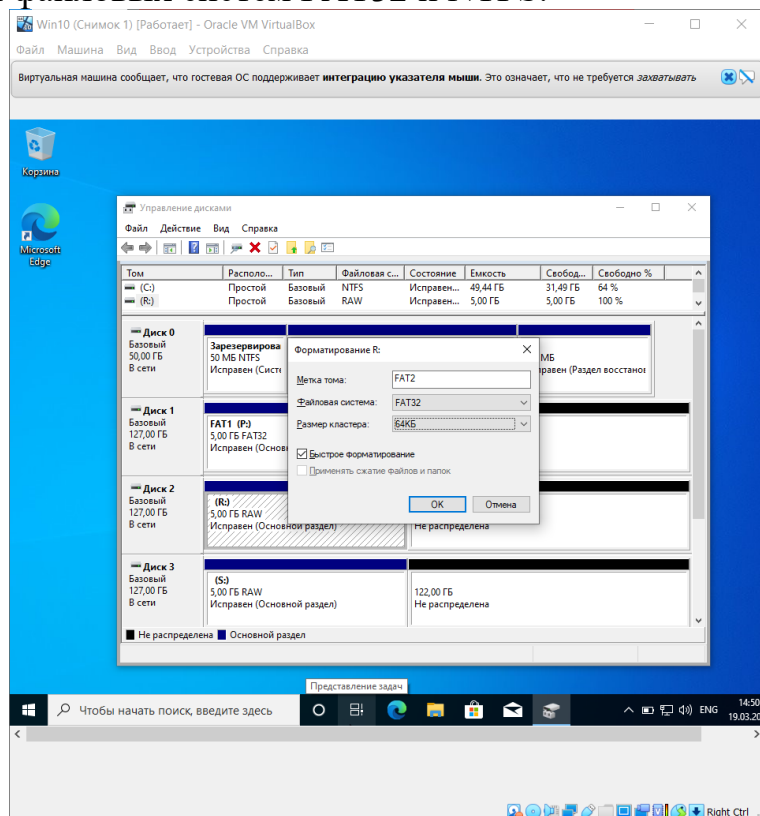 Win10 (Снимок 1) [Работает] - Oracle VM VirtualBox
Файл Машина Вид Ввод Устройства Справка
Виртуальная машина сообщает, что гостевая ОС поддерживает интеграцию указателя мыши. Это означает, что не требуется захватывать
Корзина
Microsoft
Edge
Управление дисками
Файл Действие Вид Справка
Том Располо... Тип Файловая с... Состояние Емкость Свобод... Свободно %
(C:) Простой Базовый NTFS Исправен... 49,44 ГБ 31,49 ГБ 64 %
(R:) Простой Базовый RAW Исправен... 5,00 ГБ 5,00 ГБ 100 %
Диск 0
Базовый
50,00 ГБ
В сети
Зарезервирова
50 МБ NTFS
Исправен (Систе
МБ
правен (Раздел восстанов
Форматирование R:
Метка тома: FAT2
Файловая система: FAT32
Размер кластера: 64КБ
Быстрое форматирование
Применять сжатие файлов и папок
OK Отмена
Диск 1
Базовый
127,00 ГБ
В сети
FAT1 (P:)
5,00 ГБ FAT32
Исправен (Основ
Диск 2
Базовый
127,00 ГБ
В сети
(R:)
5,00 ГБ RAW
Исправен (Основной раздел)
Не распределена
Диск 3
Базовый
127,00 ГБ
В сети
(S:)
5,00 ГБ RAW
Исправен (Основной раздел)
122,00 ГБ
Не распределена
Не распределена Основной раздел
Представление задач
Чтобы начать поиск, введите здесь
ENG
14:50
19.03.20
Right Ctrl